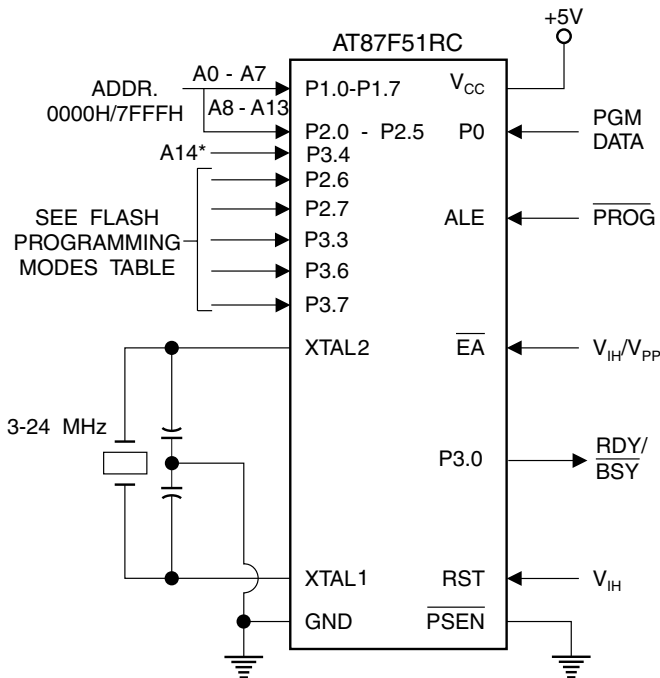 +5V
AT87F51RC
A0 - A7
ADDR.
0000H/7FFFH
A8 - A13
A14*
SEE FLASH
PROGRAMMING
MODES TABLE
3-24 MHz
P1.0-P1.7
P2.0 - P2.5
P3.4
P2.6
P2.7
P3.3
P3.6
P3.7
XTAL2
XTAL1
GND
VCC
P0
ALE
EA
P3.0
RST
PSEN
PGM
DATA
PROG
VIH/VPP
RDY/
BSY
VIH